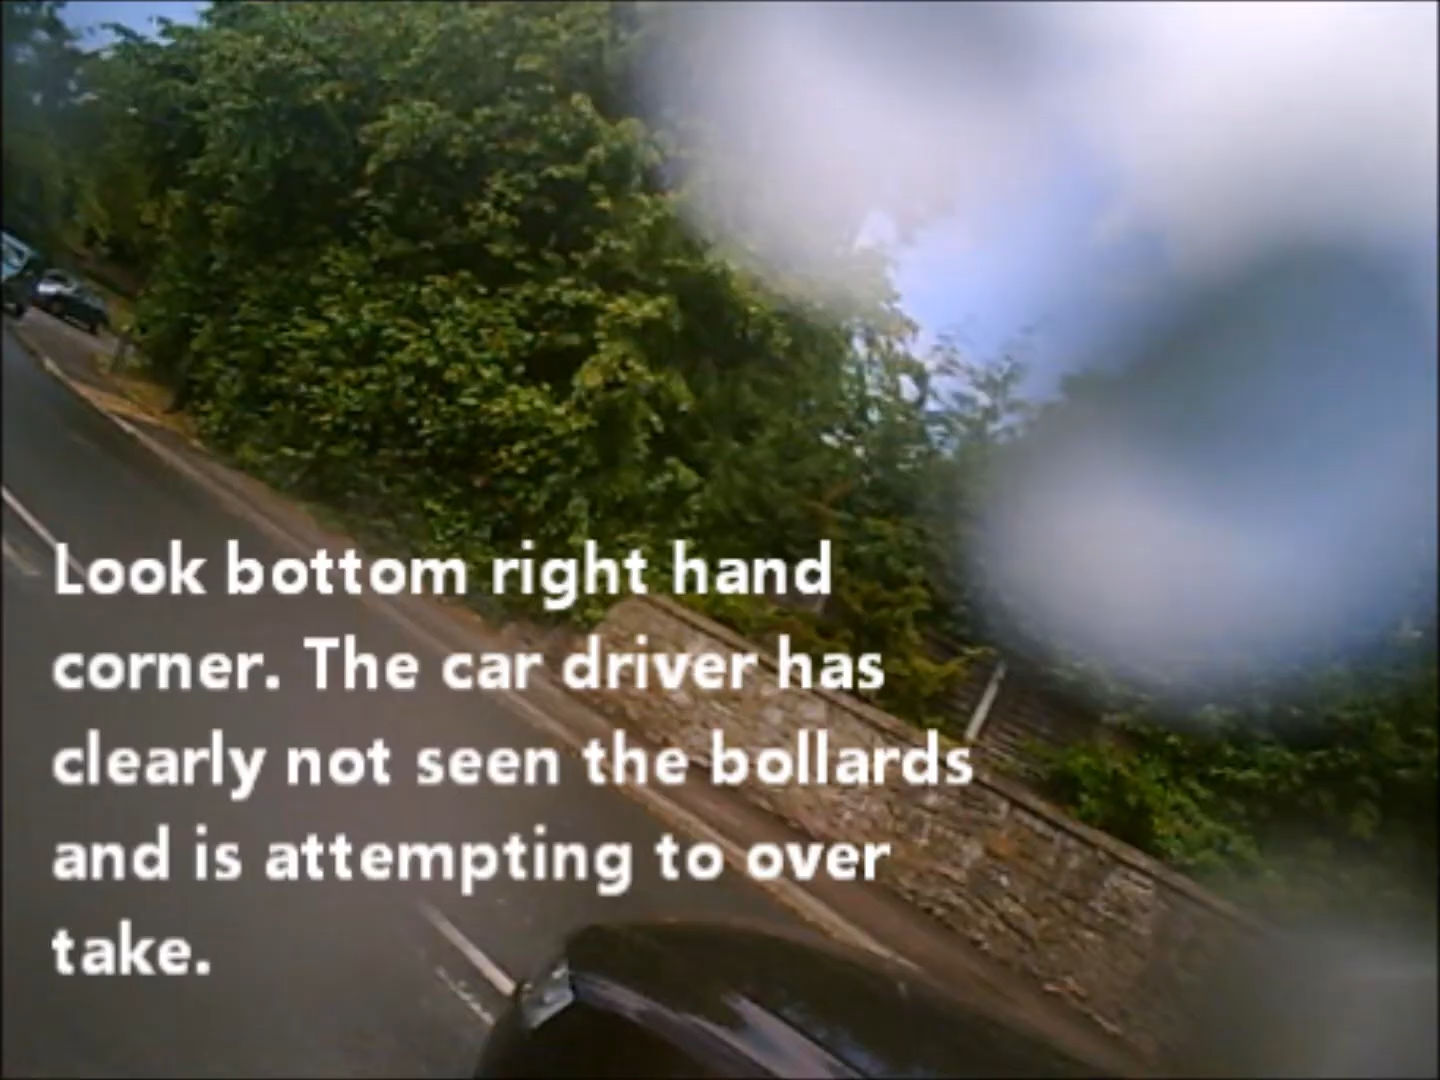 Look bottom right hand
corner. The car driver has
clearly not seen the bollards
and is attempting to over
take.